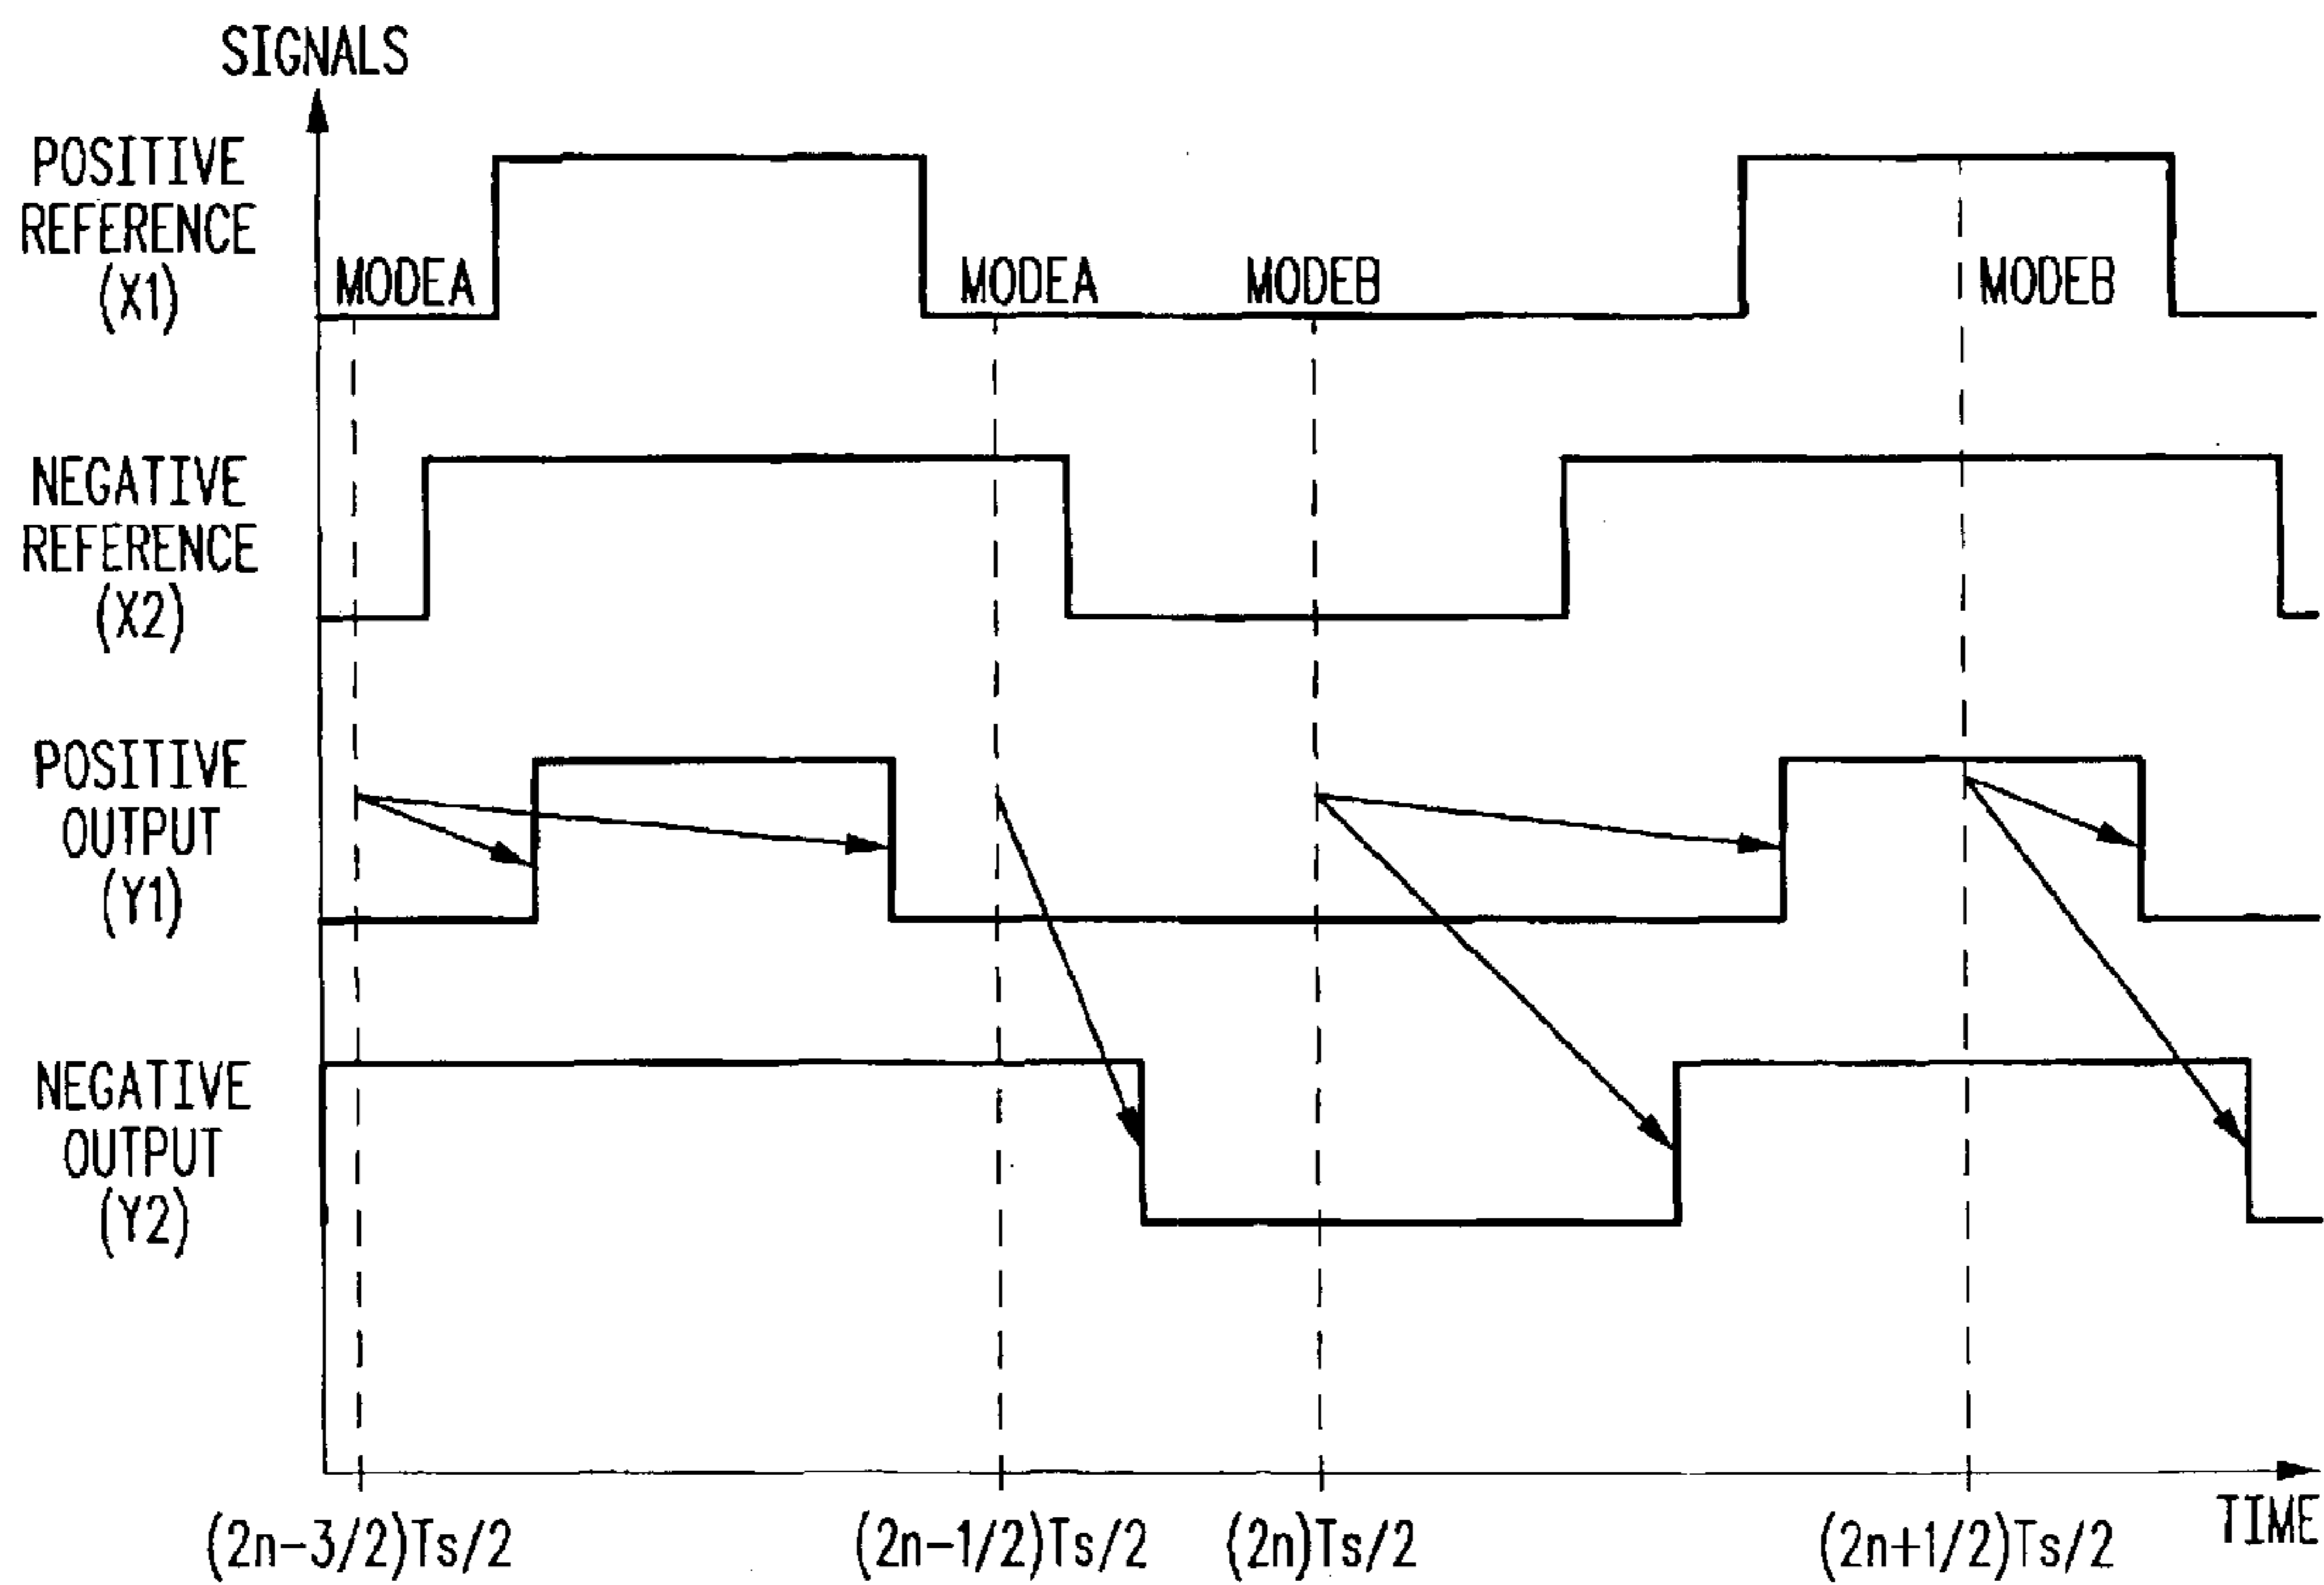 SIGNALS
POSITIVE
REFERENCE
(X1)
MODEA
MODEA
MODEB
MODEB
NEGATIVE
REFERENCE
(X2)
POSITIVE
OUTPUT
(Y1)
NEGATIVE
OUTPUT
(Y2)
(2n-3/2)Ts/2
(2n-1/2)Ts/2
(2n)Ts/2
(2n+1/2)Ts/2
TIME